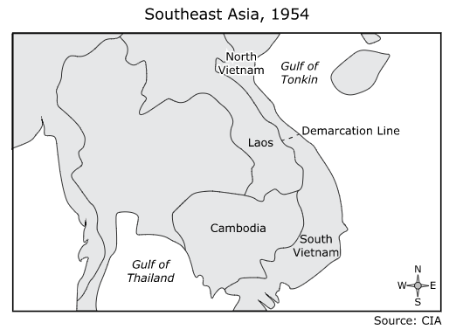 Southeast Asia, 1954
North
Vietnam
Gulf of
Tonkin
Demarcation Line
Laos
Cambodia
South
Vietnam
Gulf of
Thailand
N
W E
S
Source: CIA